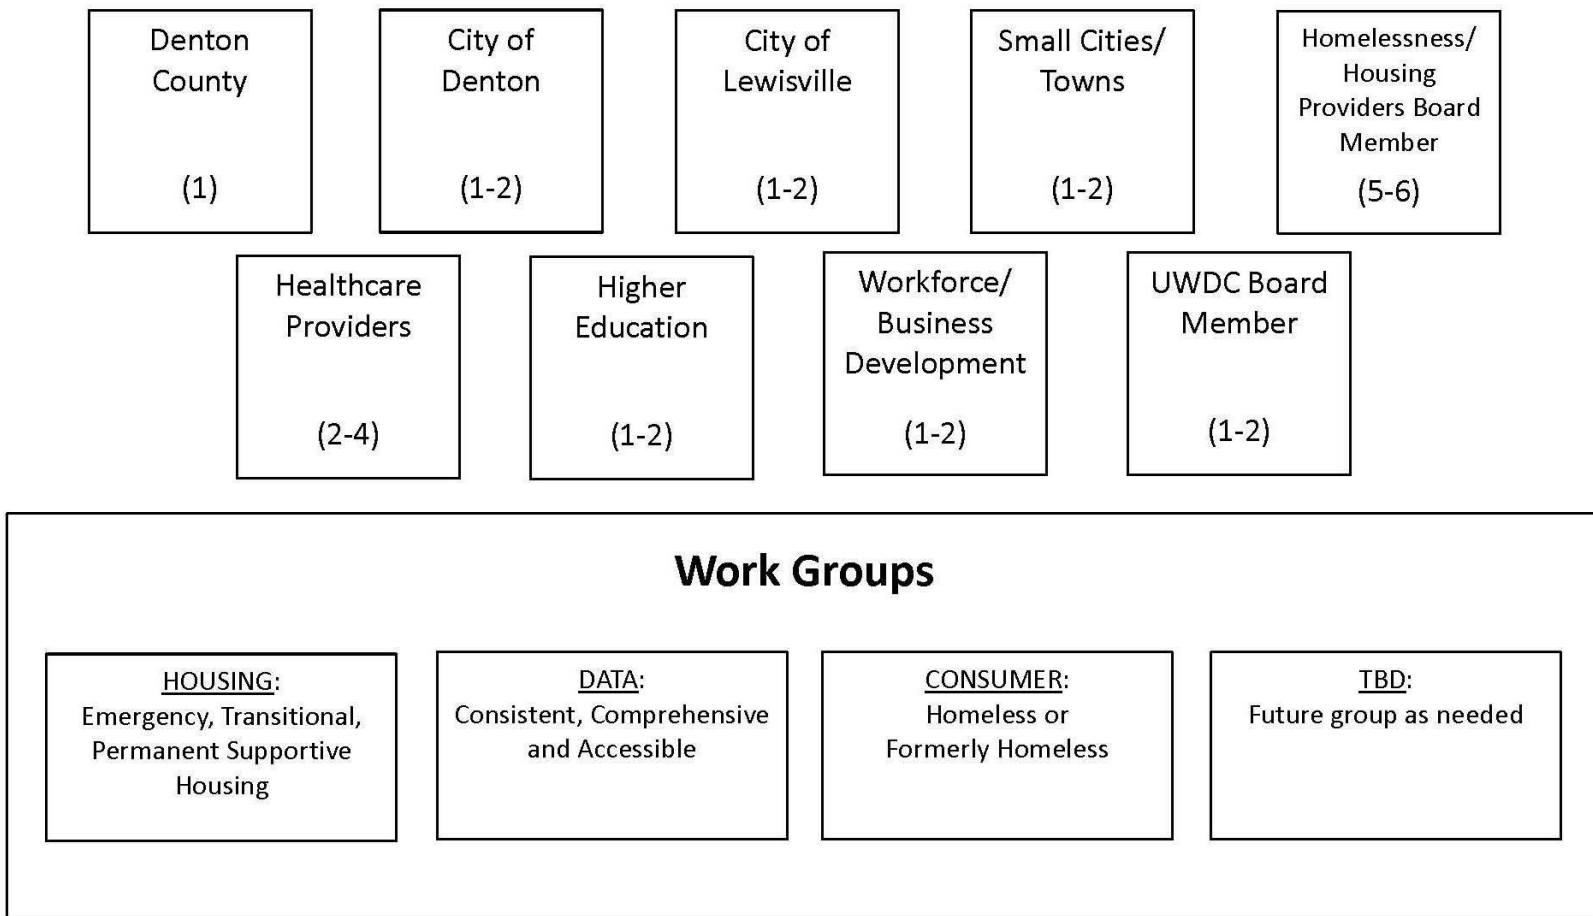 Denton
County
(1)
City of
Denton
(1-2)
City of
Lewisville
(1-2)
Small Cities/
Towns
(1-2)
Homelessness/
Housing
Providers Board
Member
(5-6)
Healthcare
Providers
(2-4)
Higher
Education
(1-2)
Workforce/
Business
Development
(1-2)
UWDC Board
Member
(1-2)
Work Groups
HOUSING:
Emergency, Transitional,
Permanent Supportive
Housing
DATA:
Consistent, Comprehensive
and Accessible
CONSUMER:
Homeless or
Formerly Homeless
TBD:
Future group as needed